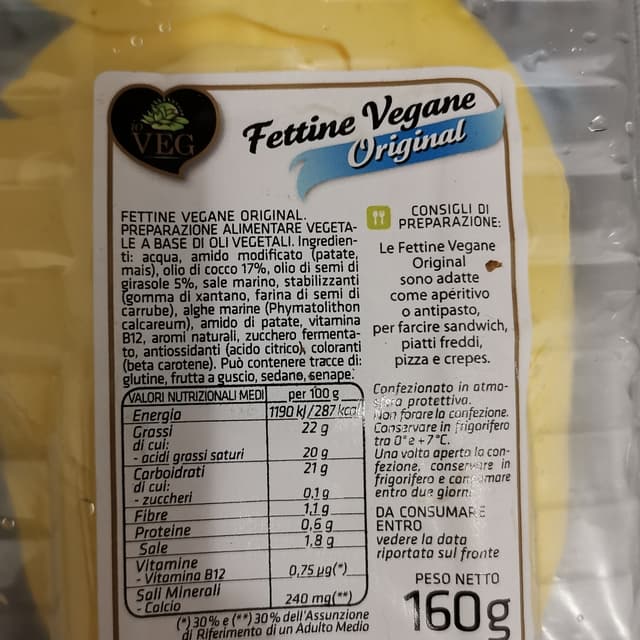 io
VEG
Fettine Vegane
Original
FETTINE VEGANE ORIGINAL.
PREPARAZIONE ALIMENTARE VEGETA-
LE A BASE DI OLI VEGETALI. Ingredien-
ti: acqua, amido modificato (patate,
mais), olio di cocco 17%, olio di semi di
girasole 5%, sale marino, stabilizzanti
(gomma di xantano, farina di semi di
carrube), alghe marine (Phymatolithon
calcareum), amido di patate, vitamina
B12, aromi naturali, zucchero fermenta-
to, antiossidanti (acido citrico), coloranti
(beta carotene). Può contenere tracce di:
glutine, frutta a guscio, sedano, senape.
VALORI NUTRIZIONALI MEDI per 100 g
Energia 1190 kJ/287 kcal
Grassi 22 g
di cui:
- acidi grassi saturi 20 g
Carboidrati 21 g
di cui:
- zuccheri 0,1 g
Fibre 1,1 g
Proteine 0,6 g
Sale 1,8 g
Vitamine
- Vitamina B12 0,75 µg(*)
Sali Minerali
- Calcio 240 mg(**)
(*) 30% e (**) 30% dell'Assunzione
di Riferimento di un Adulto Medio
CONSIGLI DI
PREPARAZIONE:
Le Fettine Vegane
Original
sono adatte
come apéritivo
o antipasto,
per farcire sandwich,
piatti freddi,
pizza e crepes.
Confezionato in atmo-
sfera protettiva.
Non forare la confezione.
Conservare in frigorifero
tra 0° e +7°C.
Una volta aperta la con-
fezione, conservare in
frigorifero e consumare
entro due giorni.
DA CONSUMARE
ENTRO
vedere la data
riportata sul fronte
PESO NETTO
160g